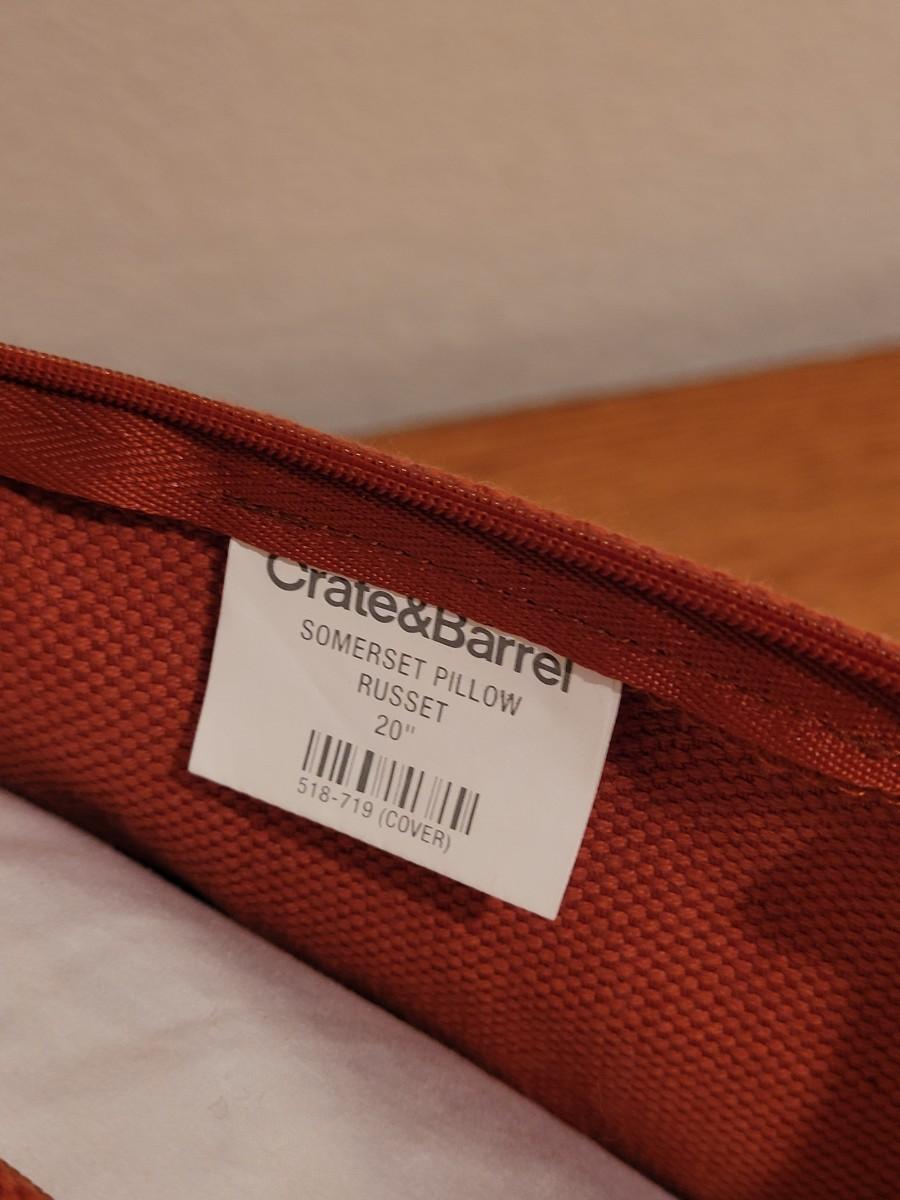 Crate&Barrel
SOMERSET PILLOW
RUSSET
20"
518-719 (COVER)